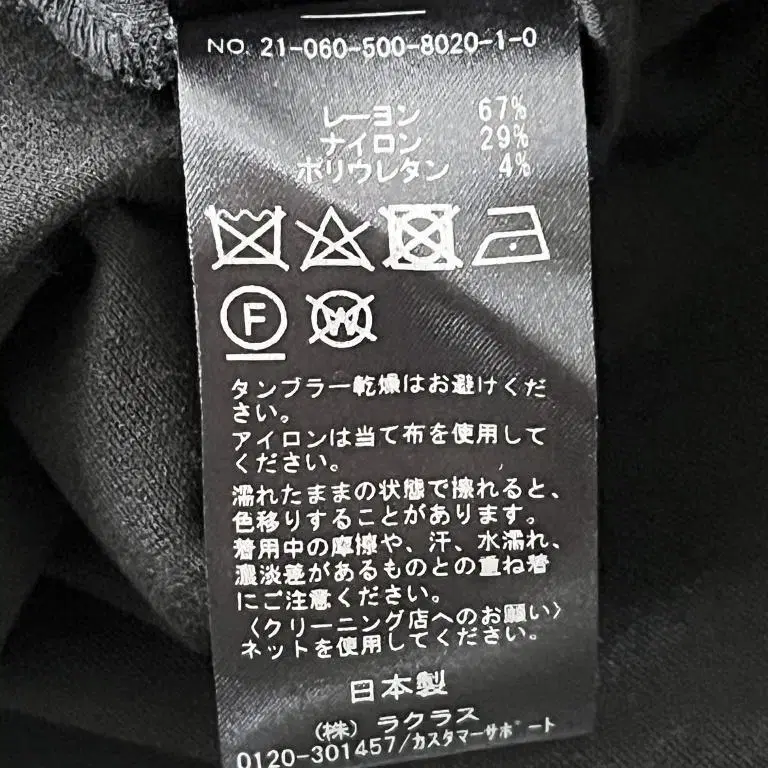 NO. 21-060-500-8020-1-0
レーヨン 67%
ナイロン 29%
ポリウレタン 4%
F
W
タンブラー乾燥はお避けくだ
さい。
アイロンは当て布を使用して
ください。
濡れたままの状態で擦れると、
色移りすることがあります。
着用中の摩擦や、汗、水濡れ、
濃淡差があるものとの重ね着
にご注意ください。
〈クリーニング店へのお願い〉
ネットを使用してください。
日本製
(株) ラクラス
0120-301457/カスタマーサポート